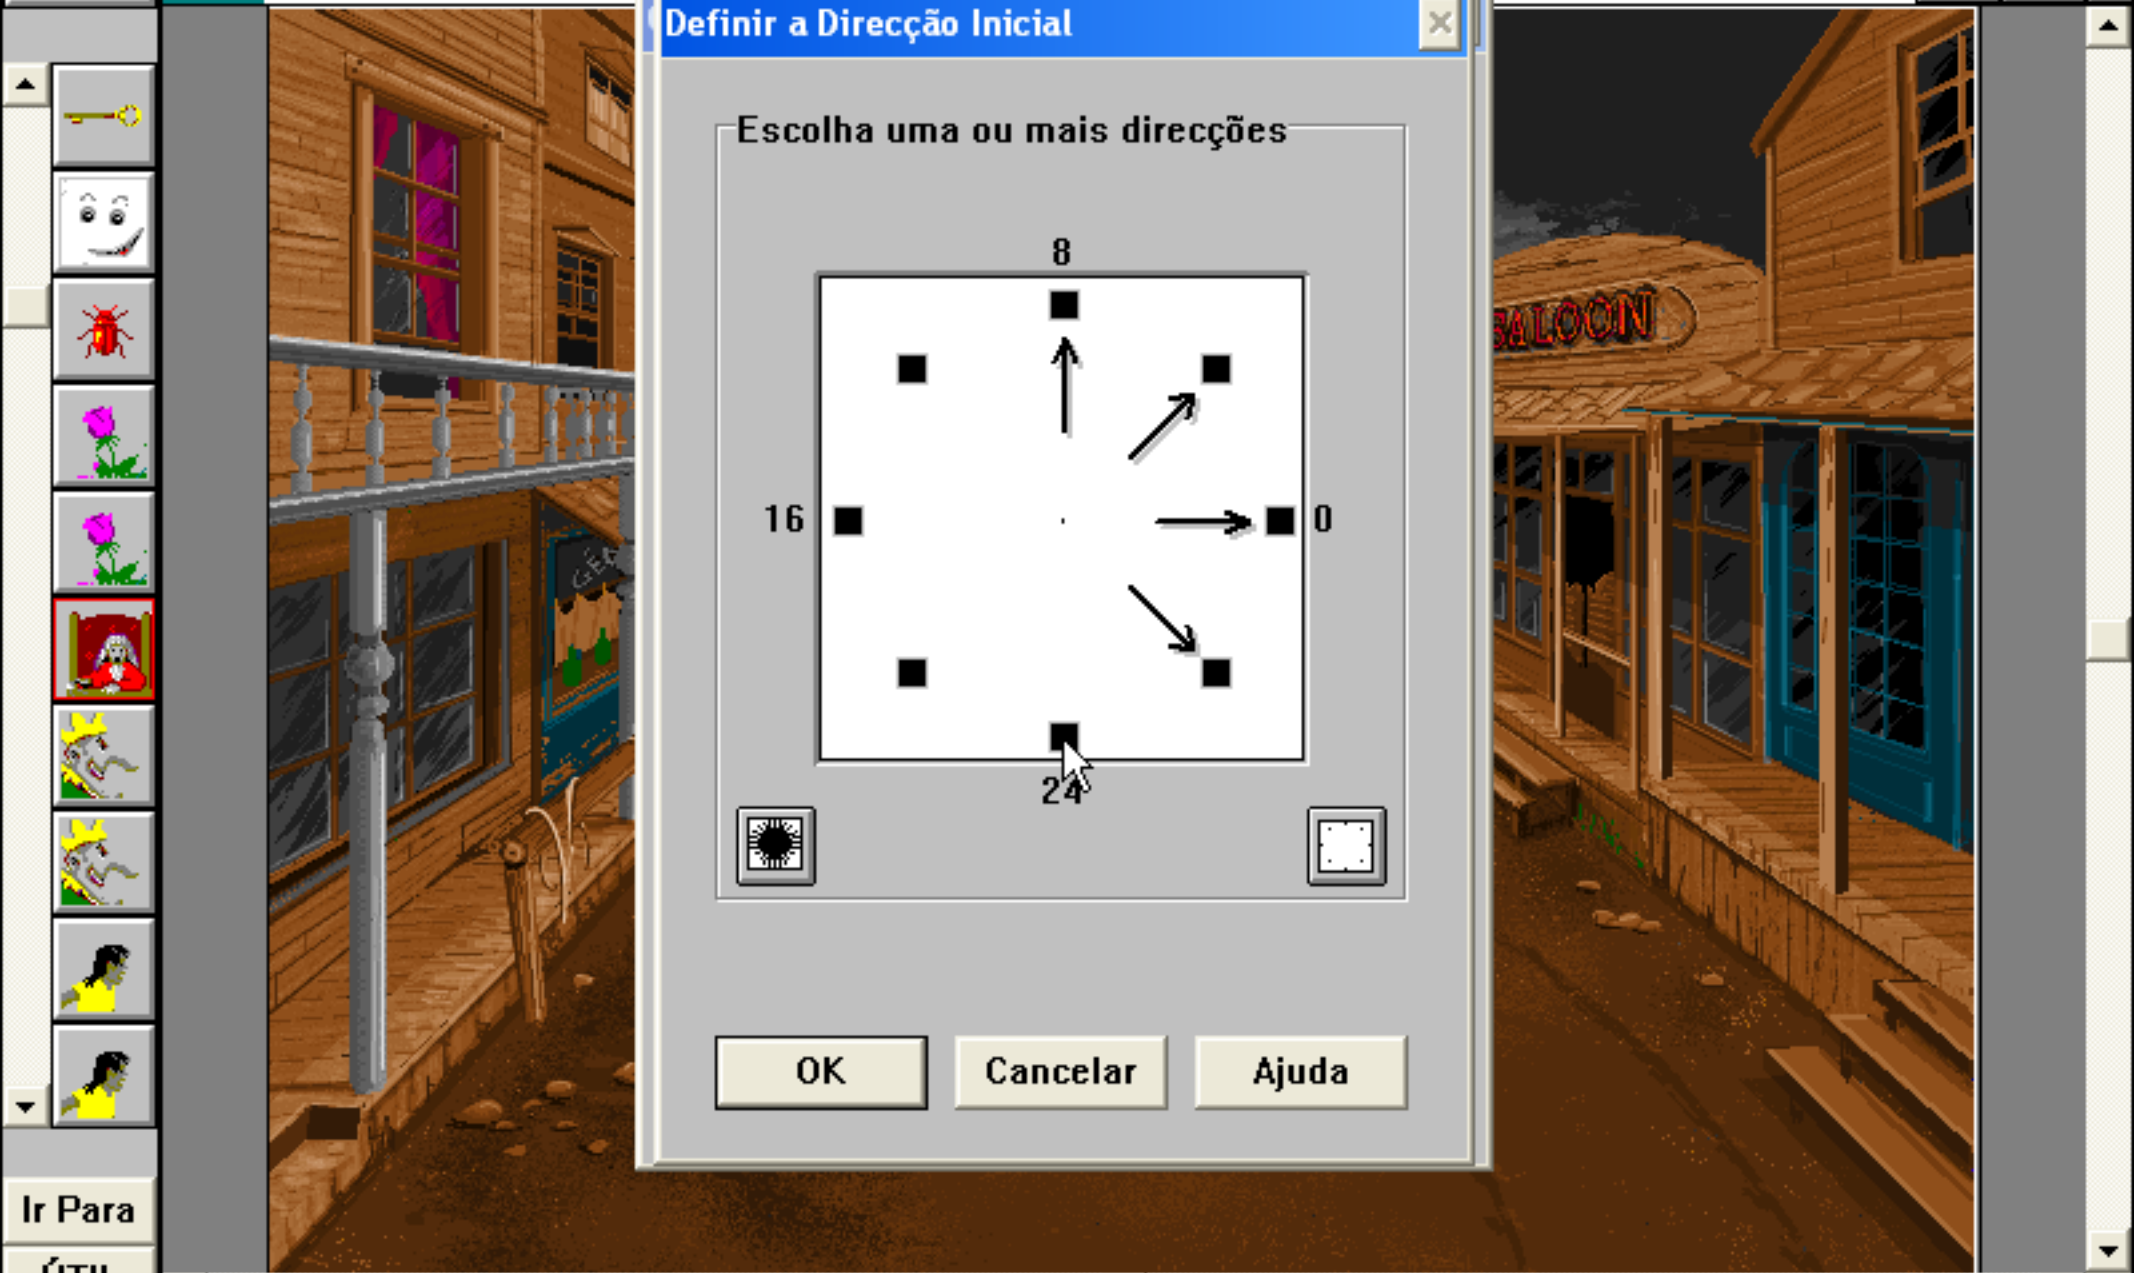 Definir a Direcção Inicial
Escolha uma ou mais direcções
8
SALOON
16
0
24
OK
Cancelar
Ajuda
Ir Para